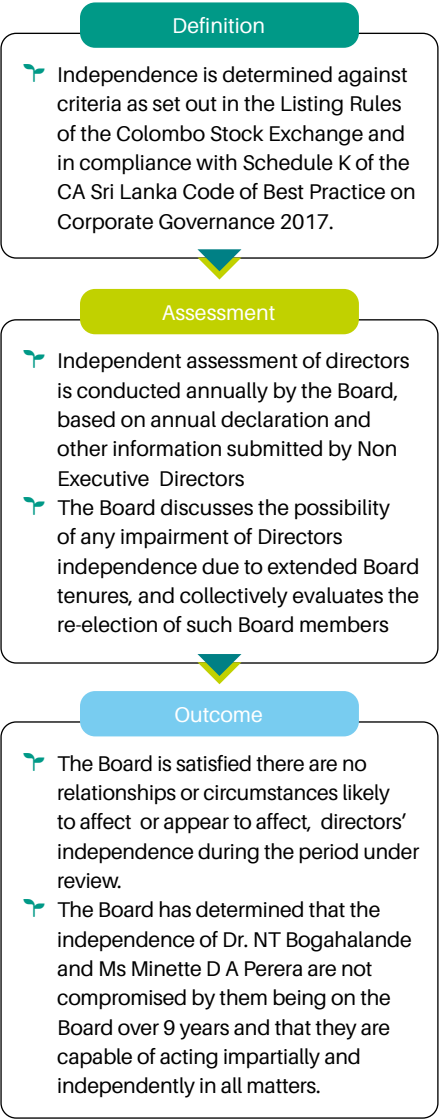 Definition
Independence is determined against
criteria as set out in the Listing Rules
of the Colombo Stock Exchange and
in compliance with Schedule K of the
CA Sri Lanka Code of Best Practice on
Corporate Governance 2017.
Assessment
Independent assessment of directors
is conducted annually by the Board,
based on annual declaration and
other information submitted by Non
Executive Directors
The Board discusses the possibility
of any impairment of Directors
independence due to extended Board
tenures, and collectively evaluates the
re-election of such Board members
Outcome
The Board is satisfied there are no
relationships or circumstances likely
to affect or appear to affect, directors’
independence during the period under
review.
The Board has determined that the
independence of Dr. NT Bogahalande
and Ms Minette D A Perera are not
compromised by them being on the
Board over 9 years and that they are
capable of acting impartially and
independently in all matters.